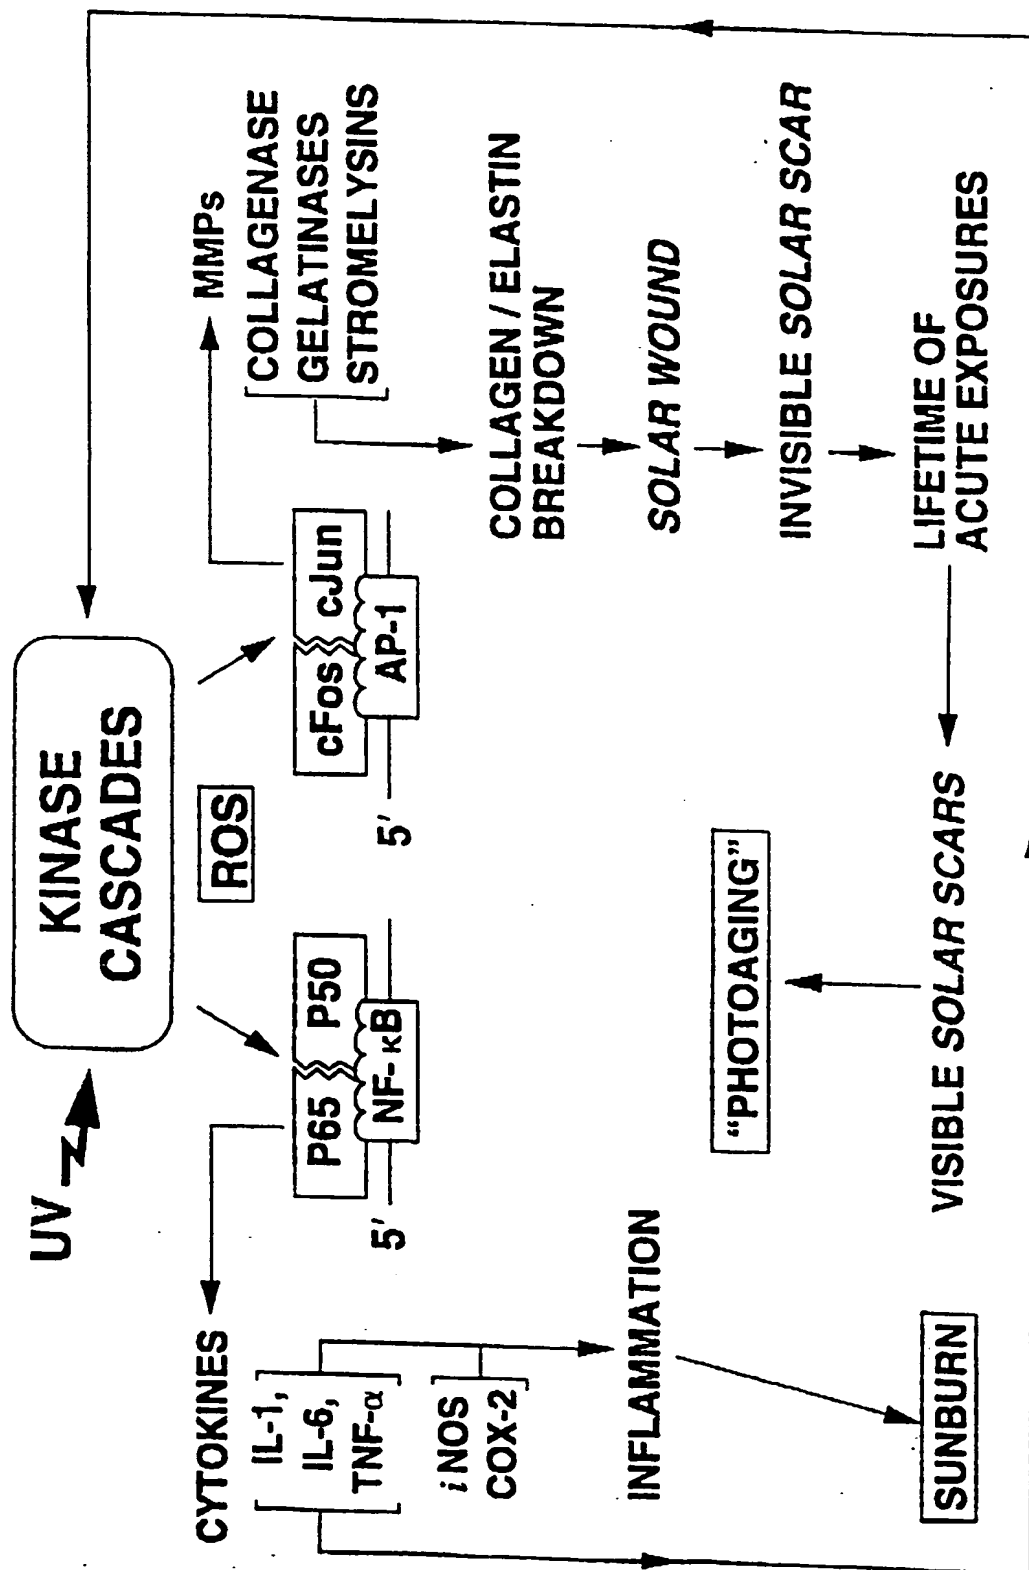 UV
KINASE
CASCADES
ROS
CYTOKINES
IL-1,
IL-6,
TNF-α
iNOS
COX-2
INFLAMMATION
SUNBURN
P65 P50
NF-κB
5'
cFos cJun
AP-1
5'
MMPs
COLLAGENASE
GELATINASES
STROMELYSINS
COLLAGEN / ELASTIN
BREAKDOWN
SOLAR WOUND
INVISIBLE SOLAR SCAR
LIFETIME OF
ACUTE EXPOSURES
VISIBLE SOLAR SCARS
“PHOTOAGING”